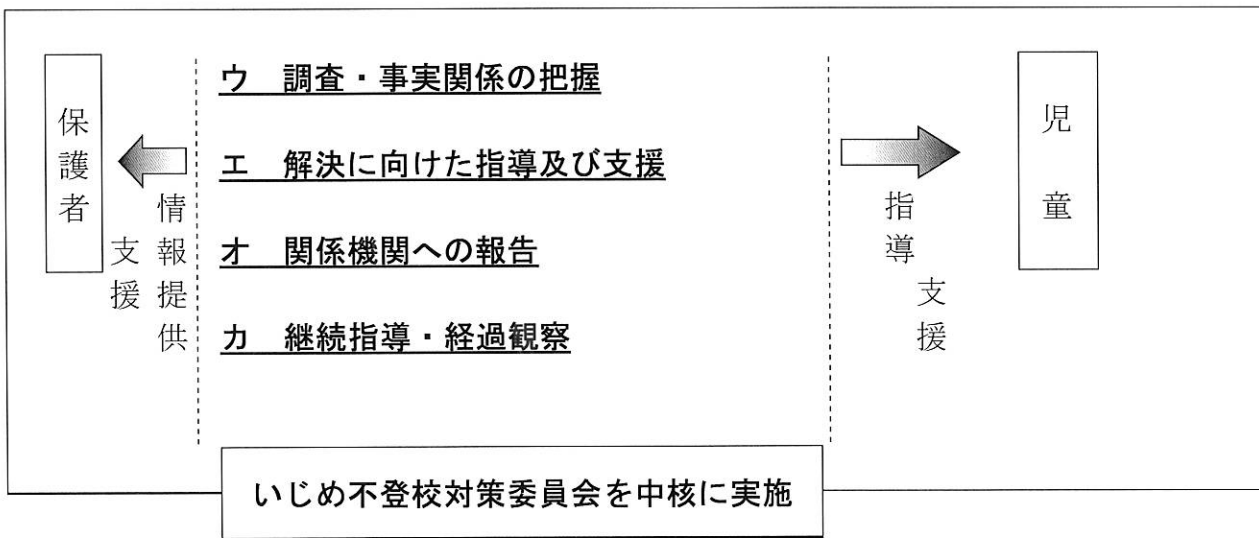 保護者
情報提供
支援
ウ　調査・事実関係の把握
エ　解決に向けた指導及び支援
オ　関係機関への報告
カ　継続指導・経過観察
指導
支援
児童
いじめ不登校対策委員会を中核に実施